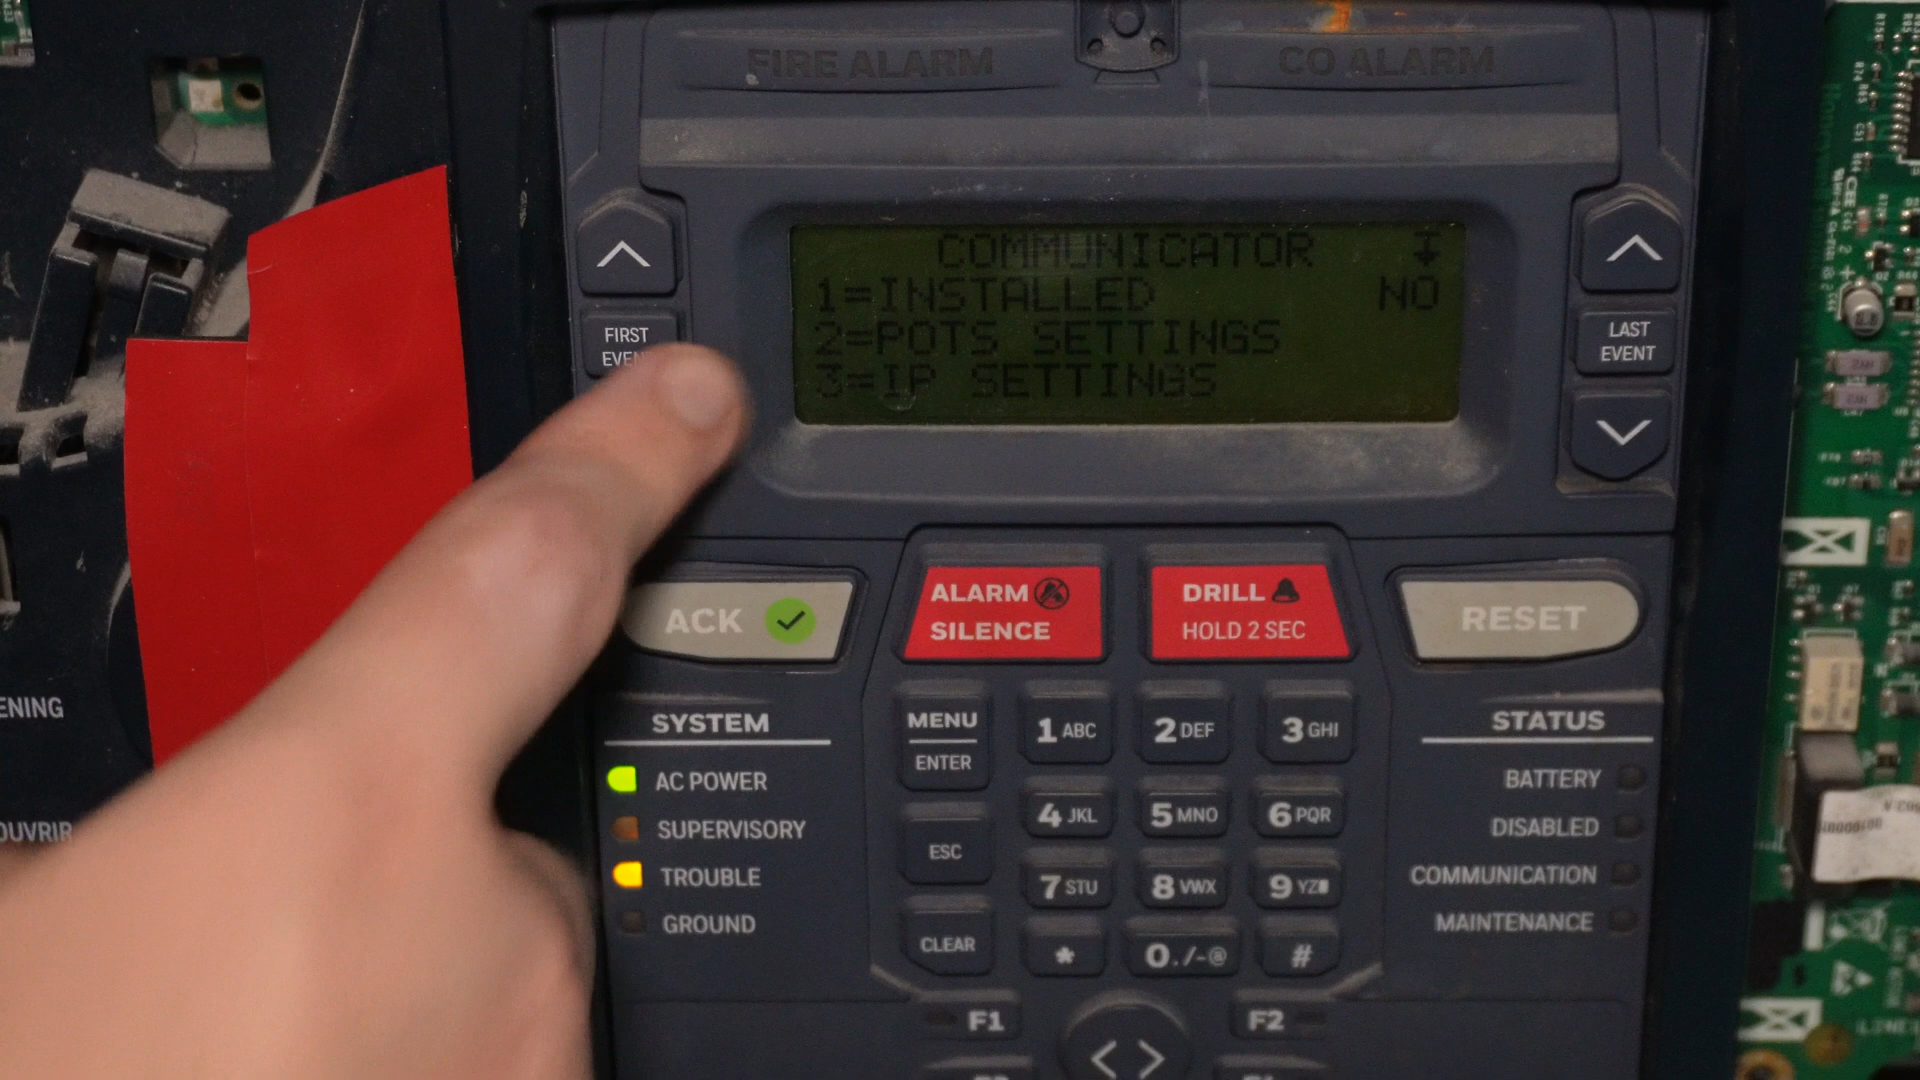 FIRE ALARM
CO ALARM
COMMUNICATOR
1=INSTALLED NO
2=POTS SETTINGS
3=IP SETTINGS
FIRST
LAST
EVENT
ACK
ALARM
SILENCE
DRILL
HOLD 2 SEC
RESET
SYSTEM
AC POWER
SUPERVISORY
TROUBLE
GROUND
MENU
ENTER
ESC
CLEAR
1 ABC
2 DEF
3 GHI
4 JKL
5 MNO
6 PQR
7 STU
8 VWX
9 YZ
*
0 ./-@
#
F1
F2
< >
STATUS
BATTERY
DISABLED
COMMUNICATION
MAINTENANCE
ENING
OUVRIR